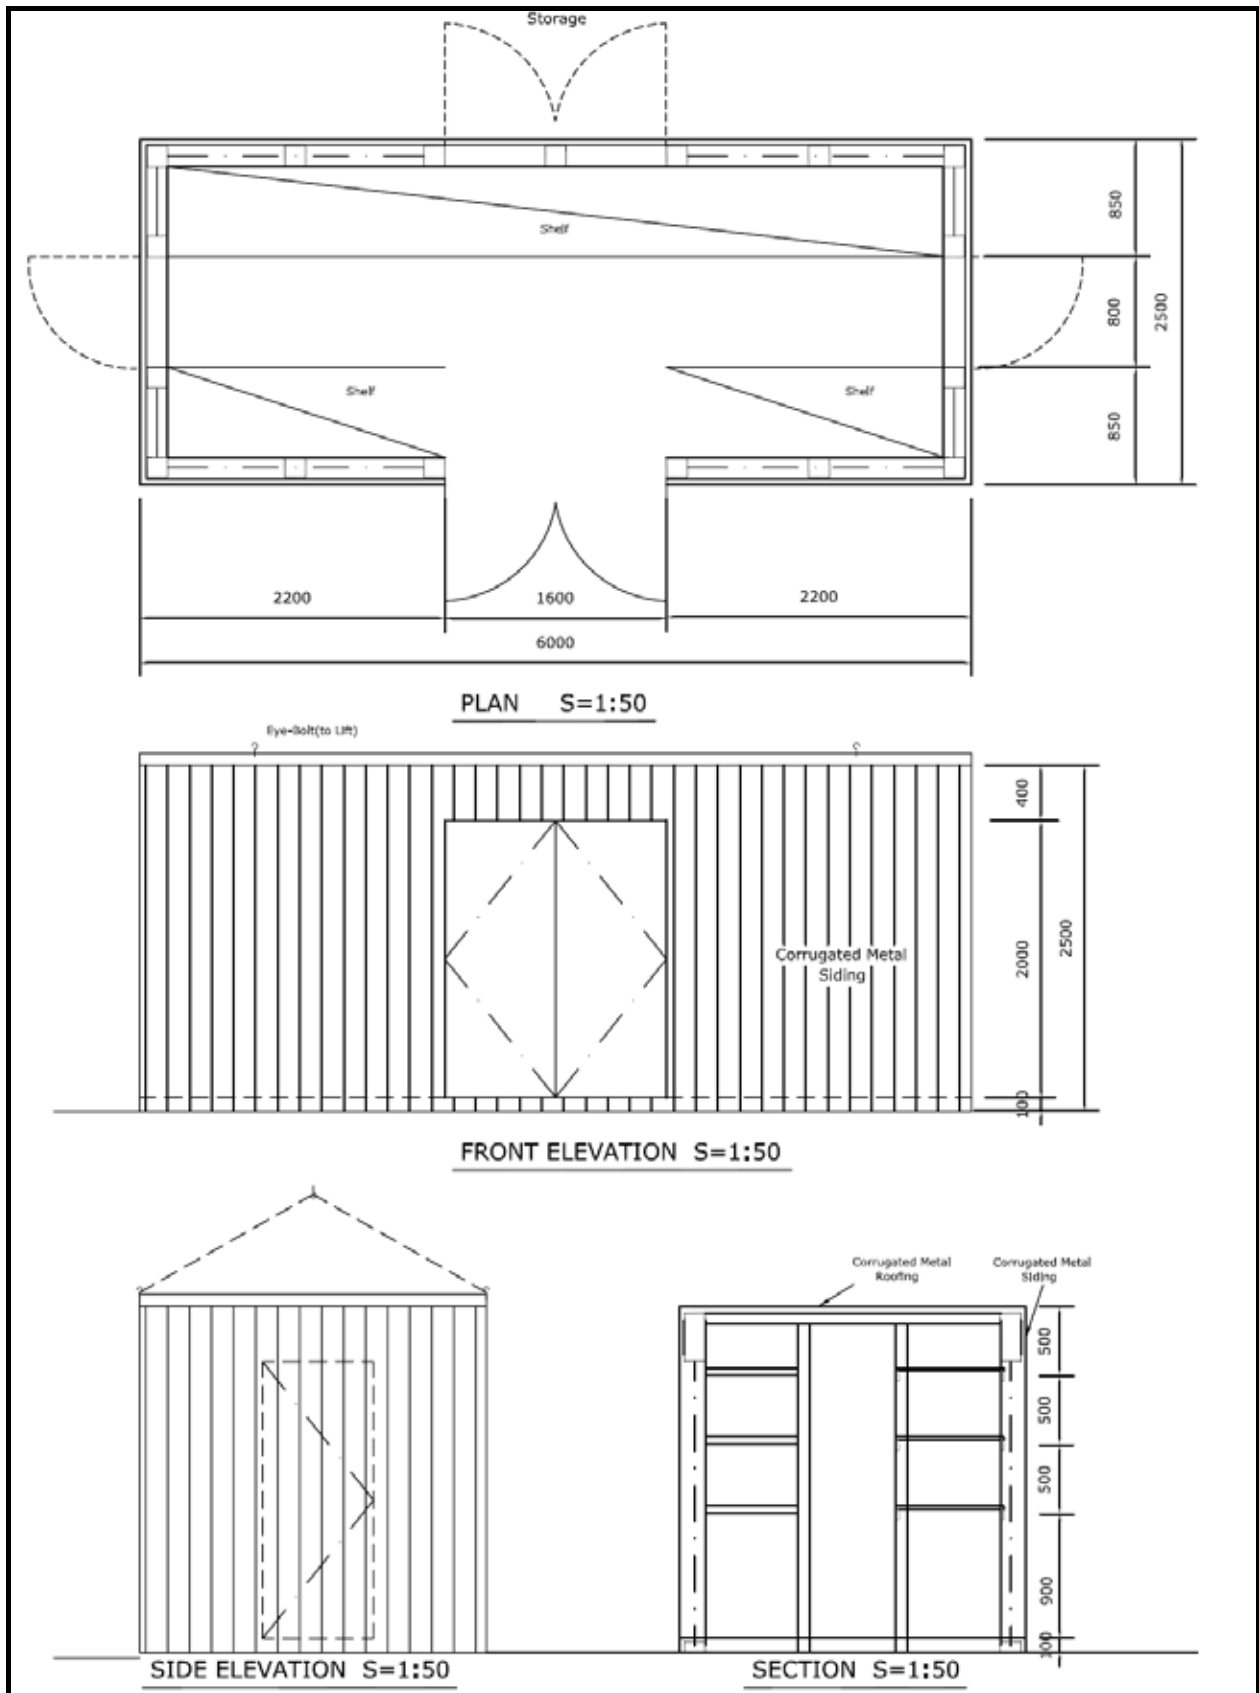 Storage
Shelf
Shelf
Shelf
850
800
850
2500
2200
1600
2200
6000
PLAN S=1:50
Eye-Bolt(to Lift)
400
2000
2500
100
Corrugated Metal
Siding
FRONT ELEVATION S=1:50
Corrugated Metal
Roofing
Corrugated Metal
Siding
500
500
500
900
100
SIDE ELEVATION S=1:50
SECTION S=1:50